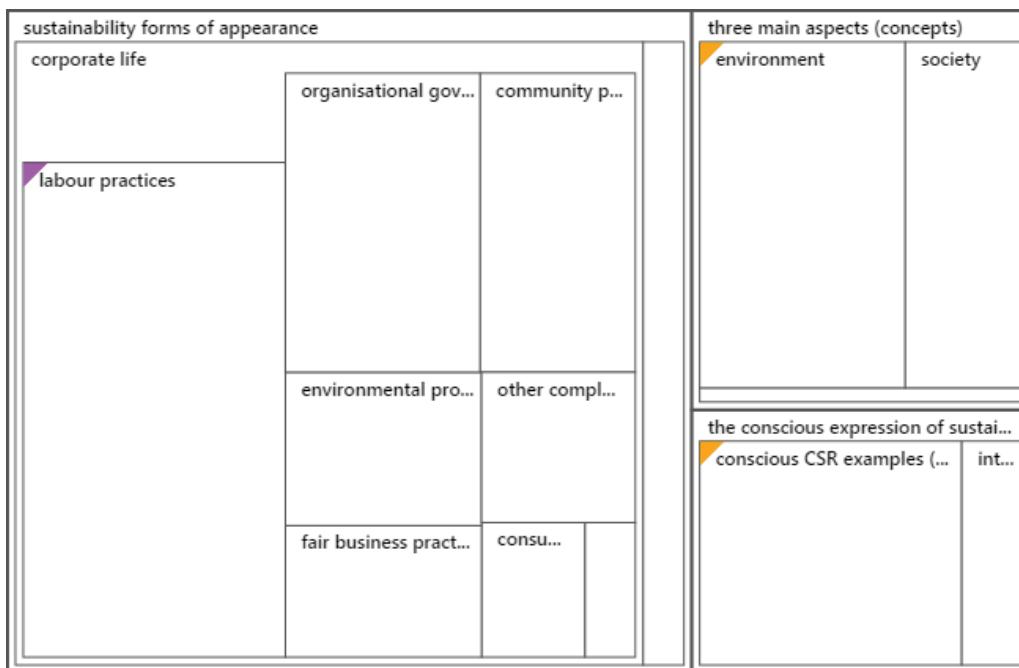 sustainability forms of appearance
corporate life
organisational gov...
community p...
labour practices
environmental pro...
other compl...
fair business pract...
consu...
three main aspects (concepts)
environment
society
the conscious expression of sustai...
conscious CSR examples (...
int...